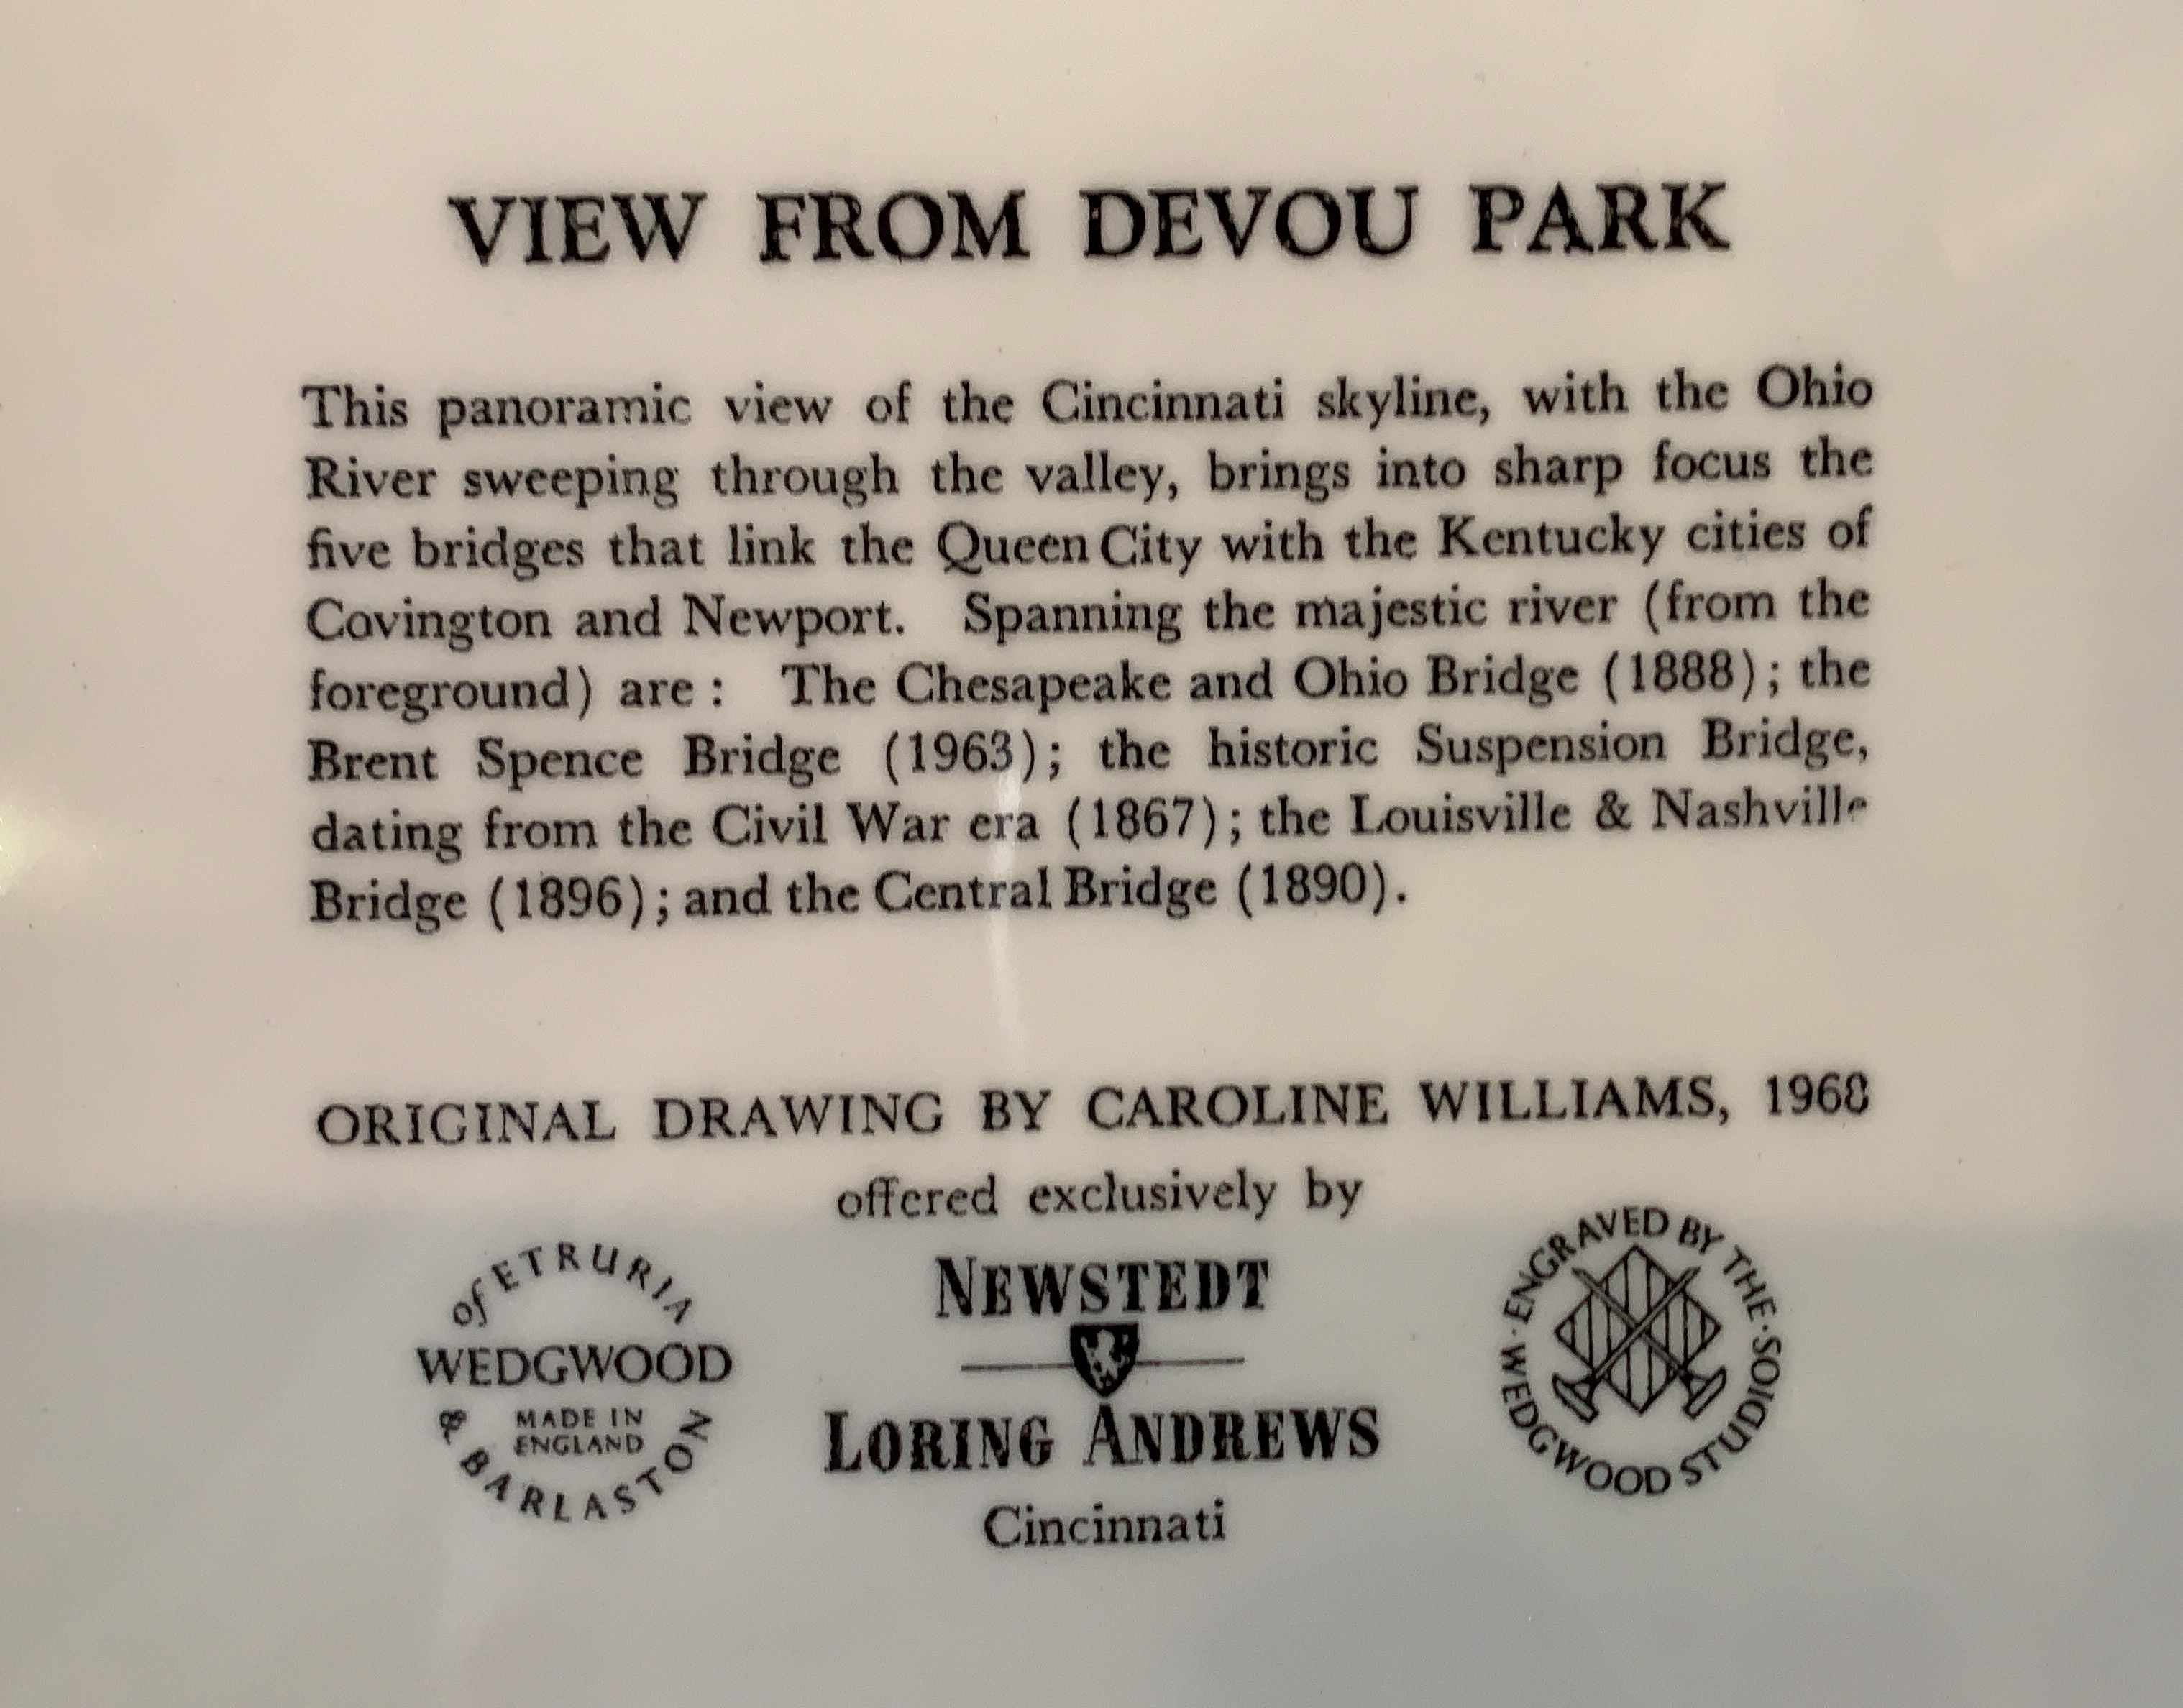 VIEW FROM DEVOU PARK
This panoramic view of the Cincinnati skyline, with the Ohio
River sweeping through the valley, brings into sharp focus the
five bridges that link the Queen City with the Kentucky cities of
Covington and Newport. Spanning the majestic river (from the
foreground) are : The Chesapeake and Ohio Bridge (1888) ; the
Brent Spence Bridge (1963) ; the historic Suspension Bridge,
dating from the Civil War era (1867) ; the Louisville & Nashville
Bridge (1896) ; and the Central Bridge (1890).
ORIGINAL DRAWING BY CAROLINE WILLIAMS, 1968
offered exclusively by
of ETRURIA
WEDGWOOD
MADE IN
ENGLAND
& BARLASTON
NEWSTEDT
LORING ANDREWS
Cincinnati
ENGRAVED BY THE · SOIDUTS DOOWGDEW ·